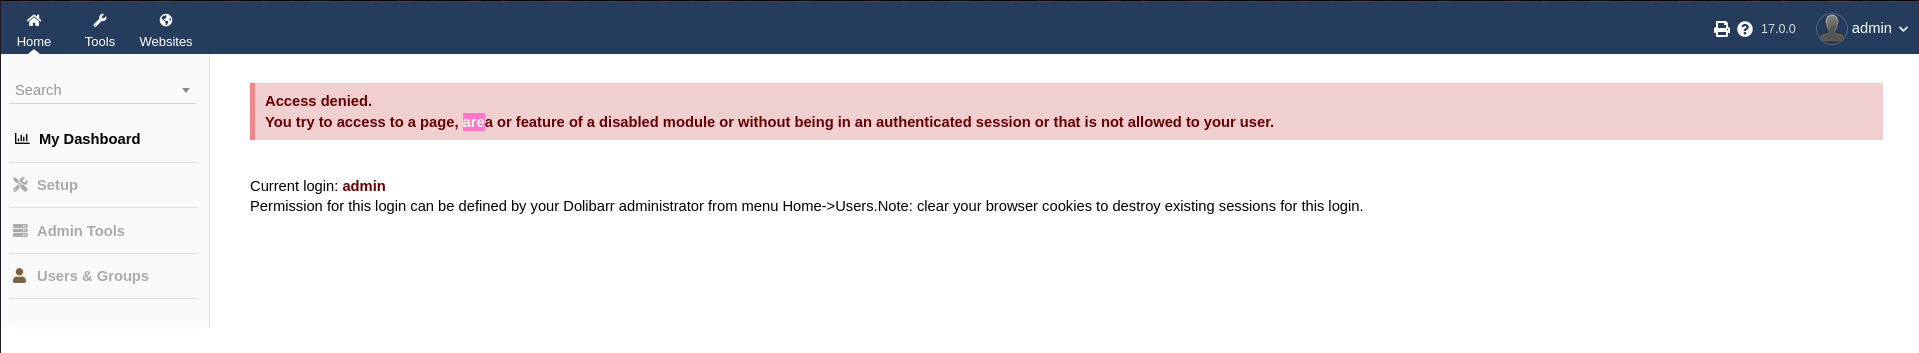 Home
Tools
Websites
17.0.0
admin
Search
My Dashboard
Setup
Admin Tools
Users & Groups
Access denied.
You try to access to a page, area or feature of a disabled module or without being in an authenticated session or that is not allowed to your user.
Current login: admin
Permission for this login can be defined by your Dolibarr administrator from menu Home->Users.Note: clear your browser cookies to destroy existing sessions for this login.